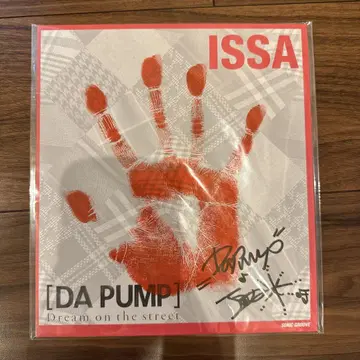 ISSA
[DA PUMP]
Dream on the street